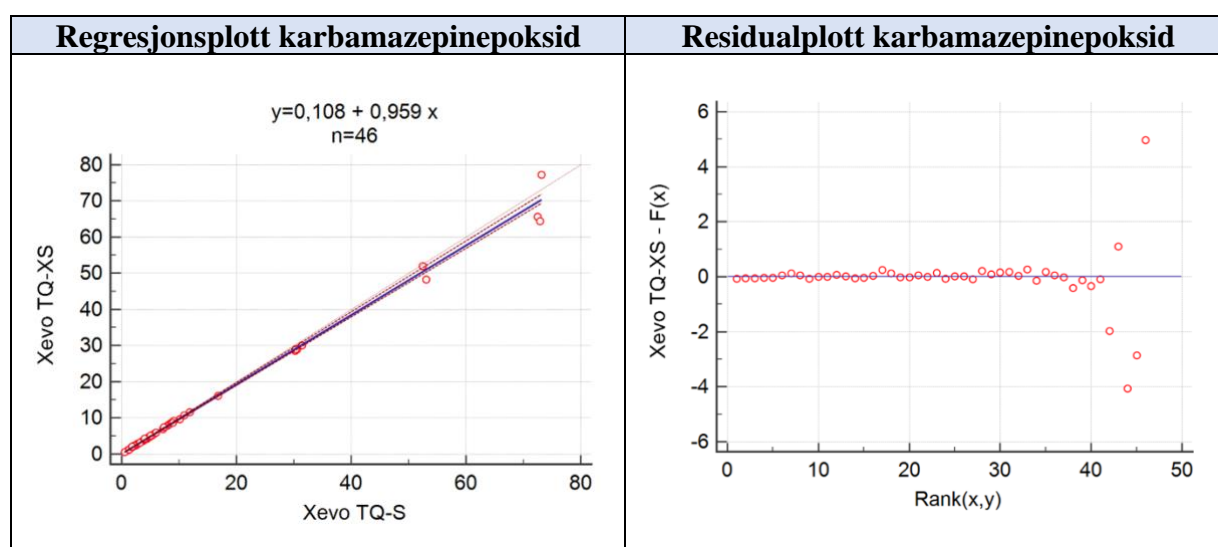 Regresjonsplott karbamazepinepoksid
Residualplott karbamazepinepoksid
y=0,108 + 0,959 x
n=46
80
70
60
50
40
30
20
10
0
Xevo TQ-XS
0 20 40 60 80
Xevo TQ-S
6
4
2
0
-2
-4
-6
Xevo TQ-XS - F(x)
0 10 20 30 40 50
Rank(x,y)